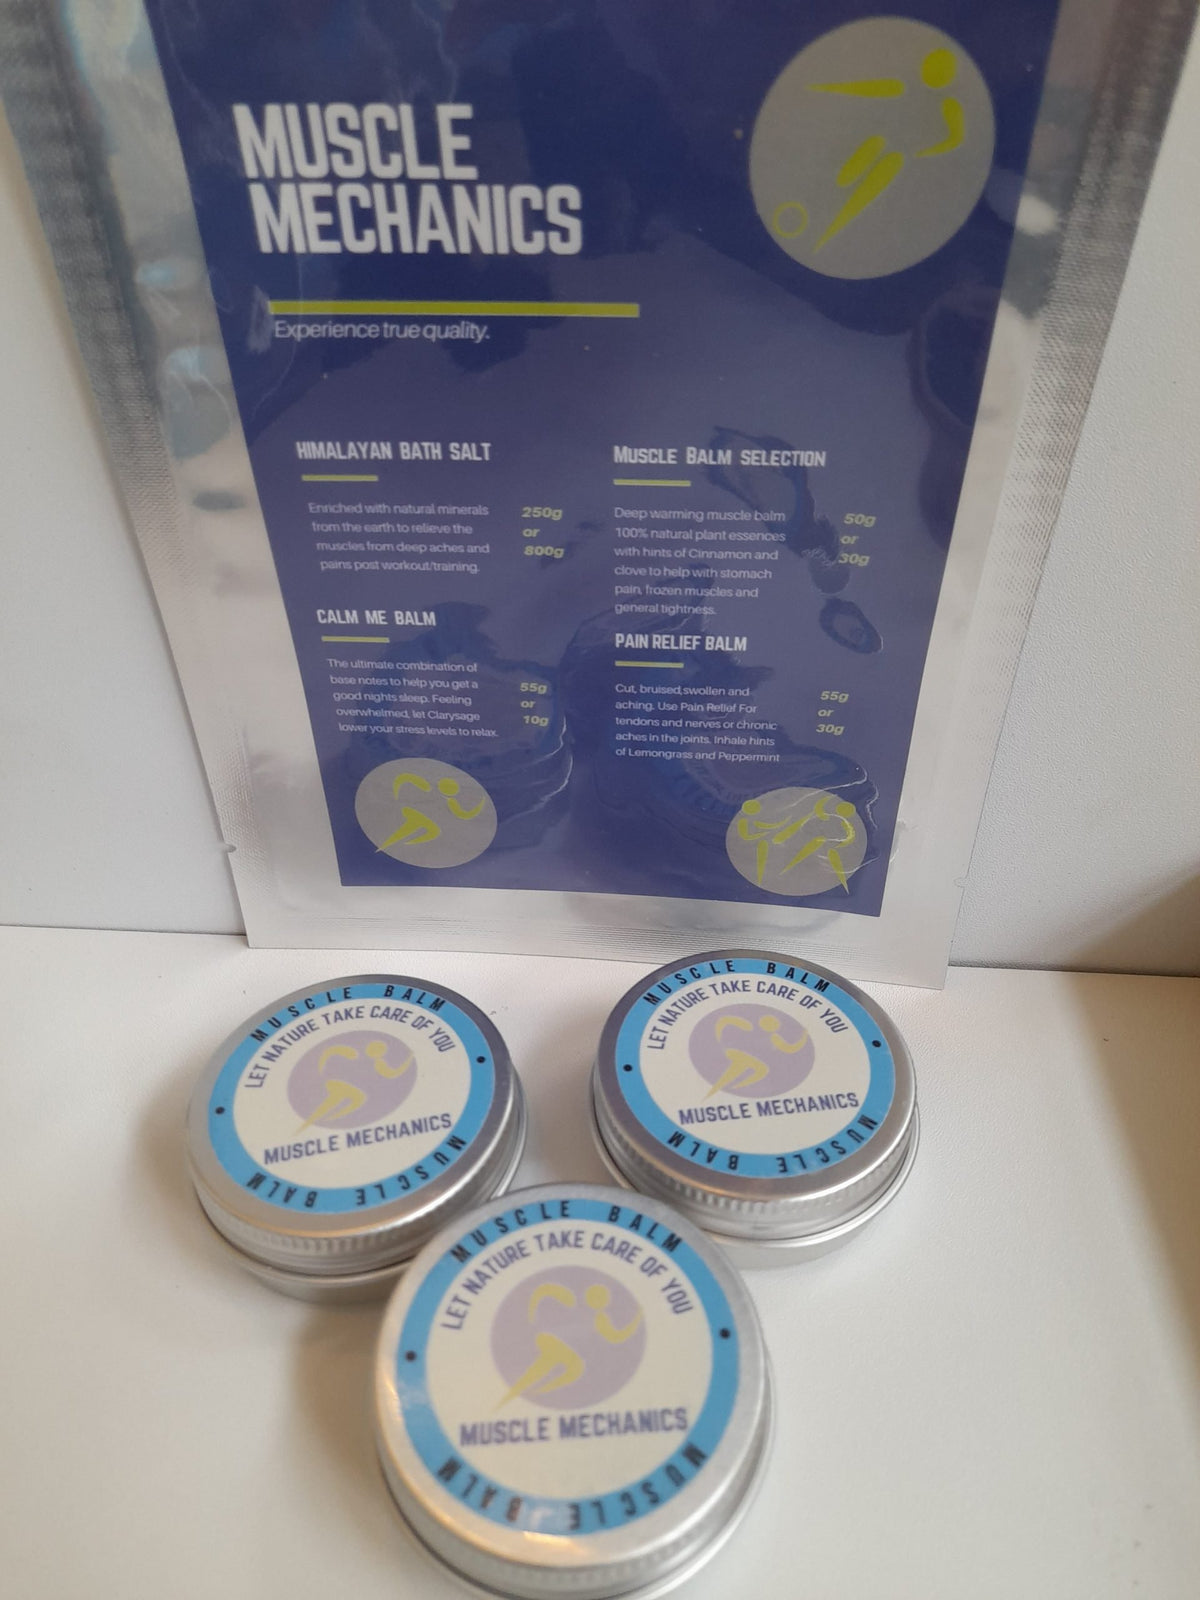 MUSCLE
MECHANICS
Experience true quality.
HIMALAYAN BATH SALT
Enriched with natural minerals
from the earth to relieve the
muscles from deep aches and
pains post workout/training.
250g
or
800g
CALM ME BALM
The ultimate combination of
base notes to help you get a
good nights sleep. Feeling
overwhelmed, let Clarysage
lower your stress levels to relax.
55g
or
10g
MUSCLE BALM SELECTION
Deep warming muscle balm
100% natural plant essences
with hints of Cinnamon and
clove to help with stomach
pain, frozen muscles and
general tightness.
50g
or
30g
PAIN RELIEF BALM
Cut, bruised,swollen and
aching. Use Pain Relief For
tendons and nerves or chronic
aches in the joints. Inhale hints
of Lemongrass and Peppermint
55g
or
30g
MUSCLE BALM
LET NATURE TAKE CARE OF YOU
MUSCLE MECHANICS
MUSCLE BALM
MUSCLE BALM
LET NATURE TAKE CARE OF YOU
MUSCLE MECHANICS
MUSCLE BALM
MUSCLE BALM
LET NATURE TAKE CARE OF YOU
MUSCLE MECHANICS
MUSCLE BALM